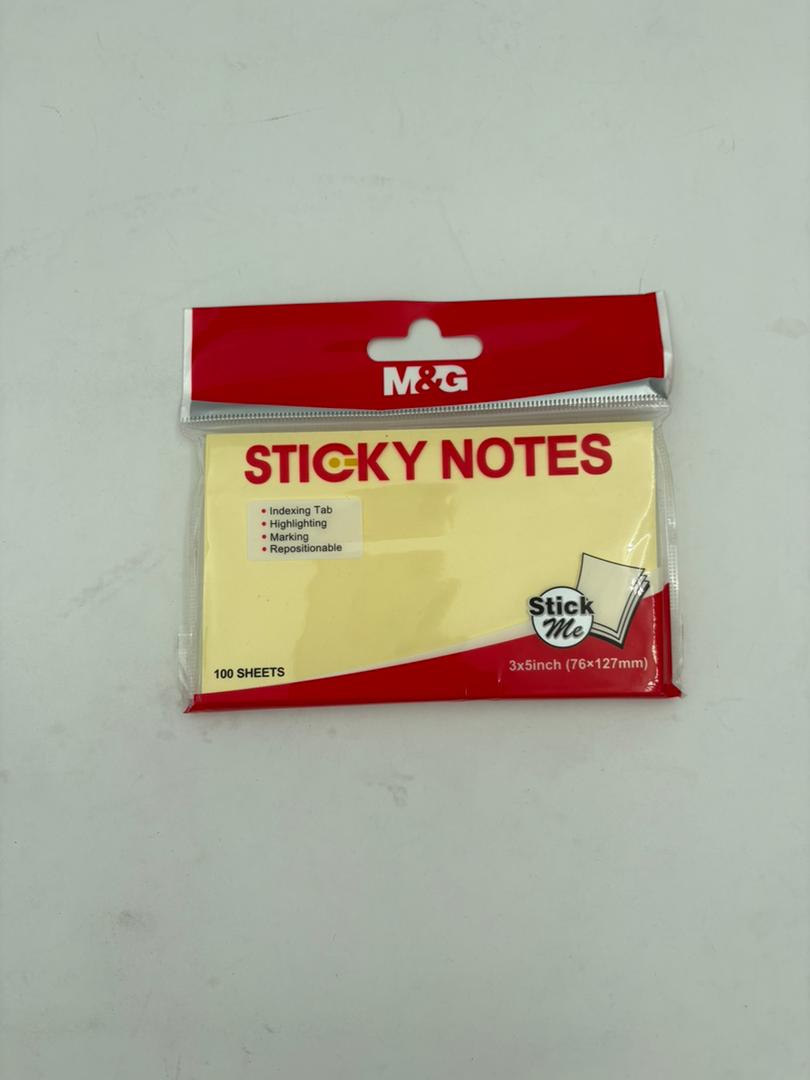 M&G
STICKY NOTES
• Indexing Tab
• Highlighting
• Marking
• Repositionable
Stick
Me
3x5inch (76×127mm)
100 SHEETS